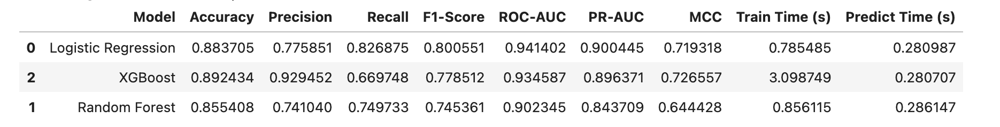 Model Accuracy Precision Recall F1-Score ROC-AUC PR-AUC MCC Train Time (s) Predict Time (s)
0 Logistic Regression 0.883705 0.775851 0.826875 0.800551 0.941402 0.900445 0.719318 0.785485 0.280987
2 XGBoost 0.892434 0.929452 0.669748 0.778512 0.934587 0.896371 0.726557 3.098749 0.280707
1 Random Forest 0.855408 0.741040 0.749733 0.745361 0.902345 0.843709 0.644428 0.856115 0.286147